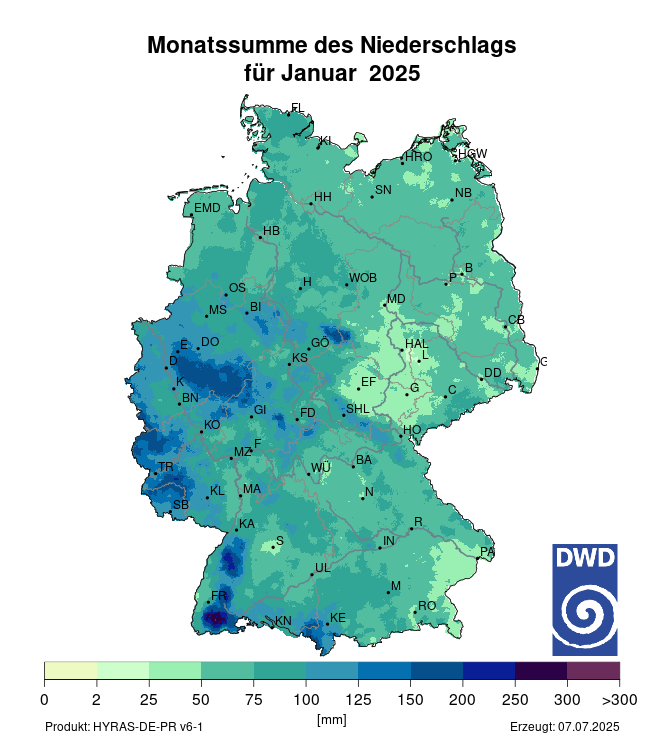 Monatssumme des Niederschlags
für Januar 2025
FL
KI
HRO
HGW
SN
NB
EMD
HH
HB
OS
H
WOB
P
B
MS
BI
MD
CB
E
DO
GÖ
HAL
L
G
D
KS
DD
K
EF
G
C
BN
GI
FD
SHL
KO
HO
MZ
F
BA
TR
WÜ
KL
MA
N
SB
KA
R
S
IN
PA
UL
M
FR
RO
KN
KE
DWD
0 2 25 50 75 100 125 150 200 250 300 >300
[mm]
Produkt: HYRAS-DE-PR v6-1
Erzeugt: 07.07.2025